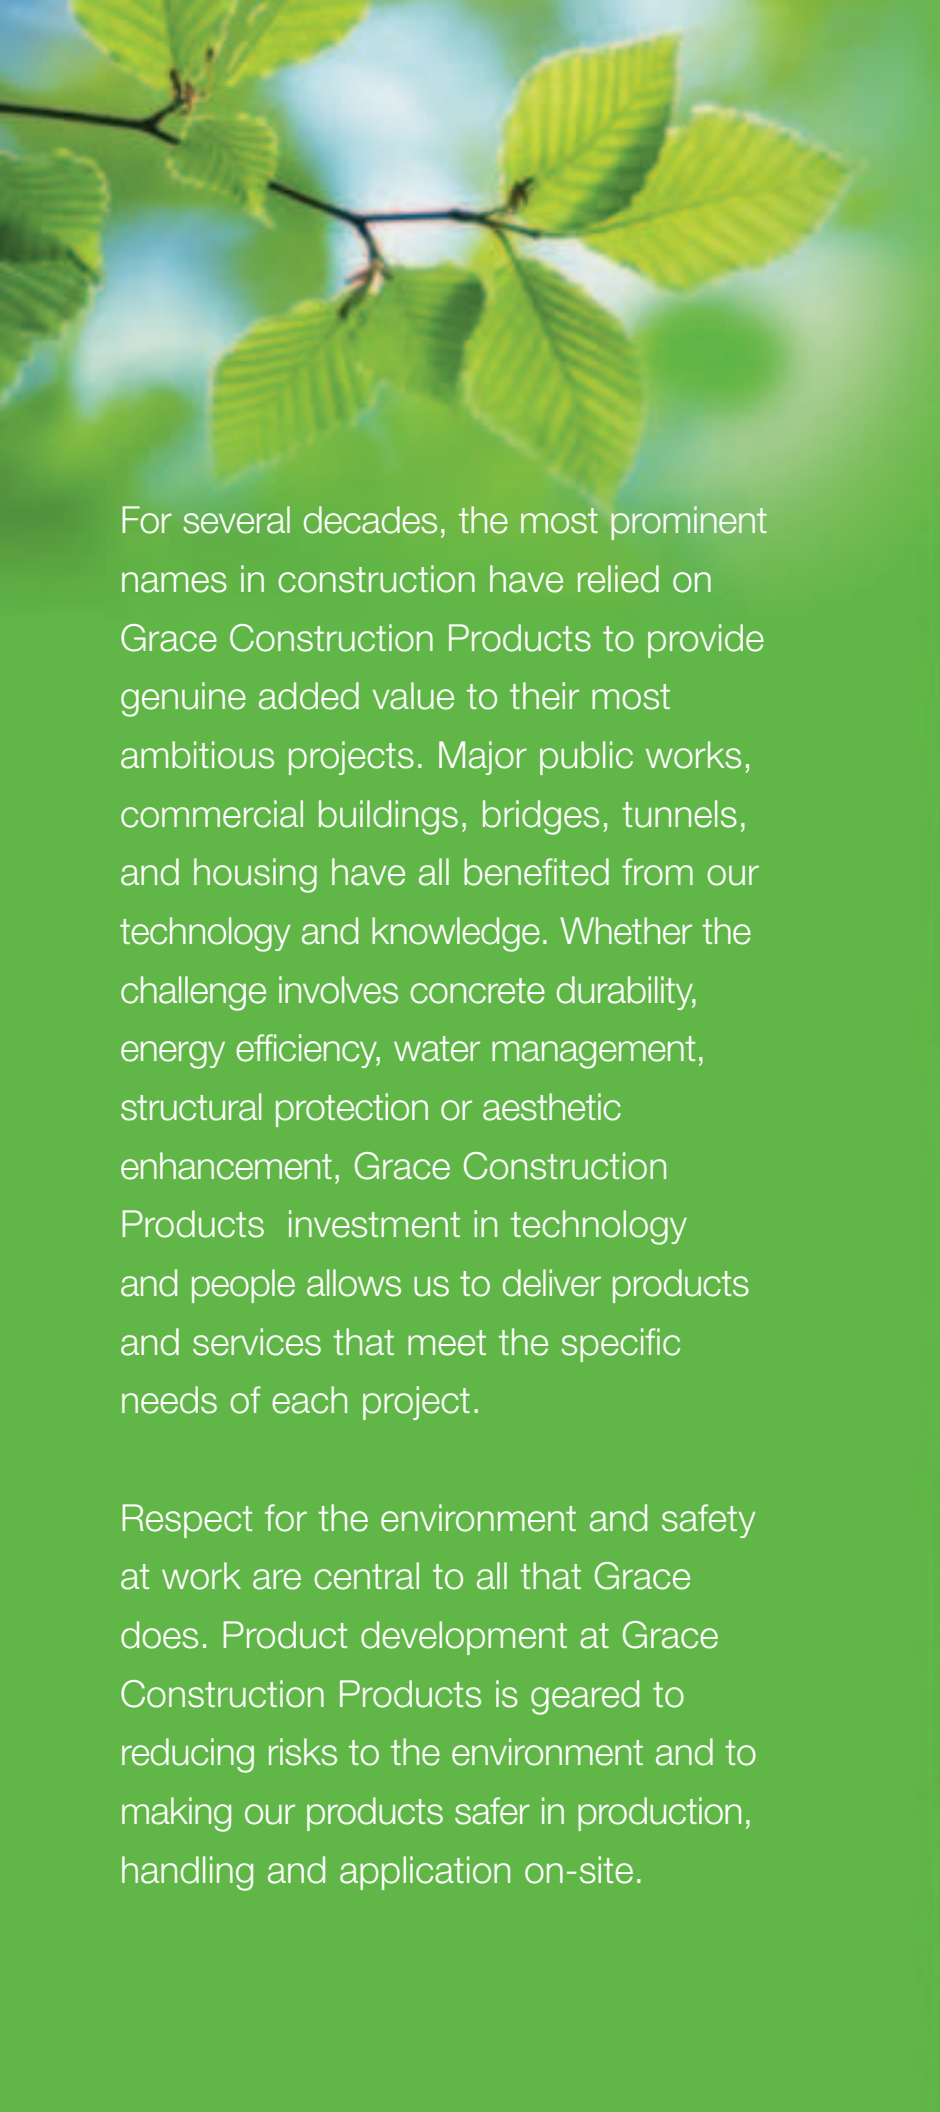 For several decades, the most prominent
names in construction have relied on
Grace Construction Products to provide
genuine added value to their most
ambitious projects. Major public works,
commercial buildings, bridges, tunnels,
and housing have all benefited from our
technology and knowledge. Whether the
challenge involves concrete durability,
energy efficiency, water management,
structural protection or aesthetic
enhancement, Grace Construction
Products  investment in technology
and people allows us to deliver products
and services that meet the specific
needs of each project.
Respect for the environment and safety
at work are central to all that Grace
does. Product development at Grace
Construction Products is geared to
reducing risks to the environment and to
making our products safer in production,
handling and application on-site.